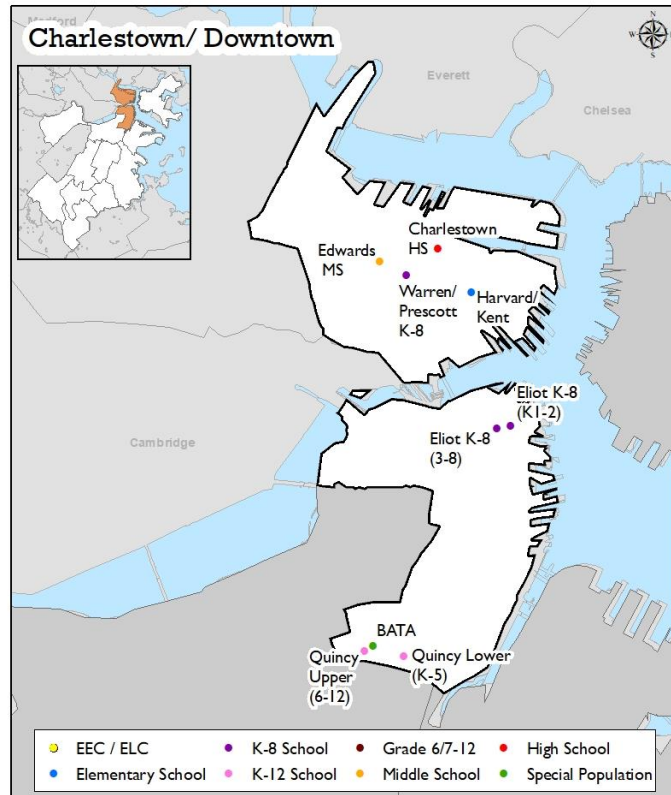 Charlestown/ Downtown
Medford
Everett
Chelsea
N
W
E
S
Charlestown
HS
Edwards
MS
Warren/
Prescott
K-8
Harvard/
Kent
Eliot K-8
(K1-2)
Eliot K-8
(3-8)
Cambridge
BATA
Quincy
Upper
(6-12)
Quincy Lower
(K-5)
EEC / ELC
K-8 School
Grade 6/7-12
High School
Elementary School
K-12 School
Middle School
Special Population